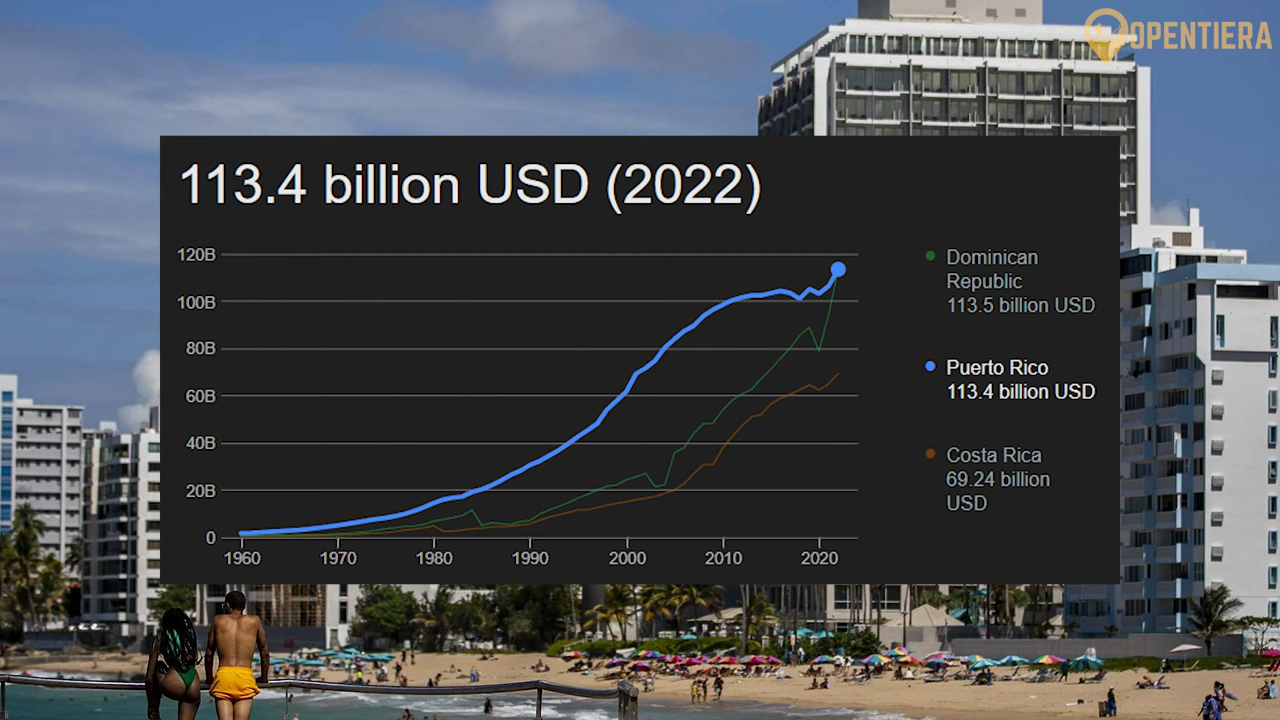 OPENTIERA
113.4 billion USD (2022)
120B
100B
80B
60B
40B
20B
0
1960 1970 1980 1990 2000 2010 2020
Dominican
Republic
113.5 billion USD
Puerto Rico
113.4 billion USD
Costa Rica
69.24 billion
USD